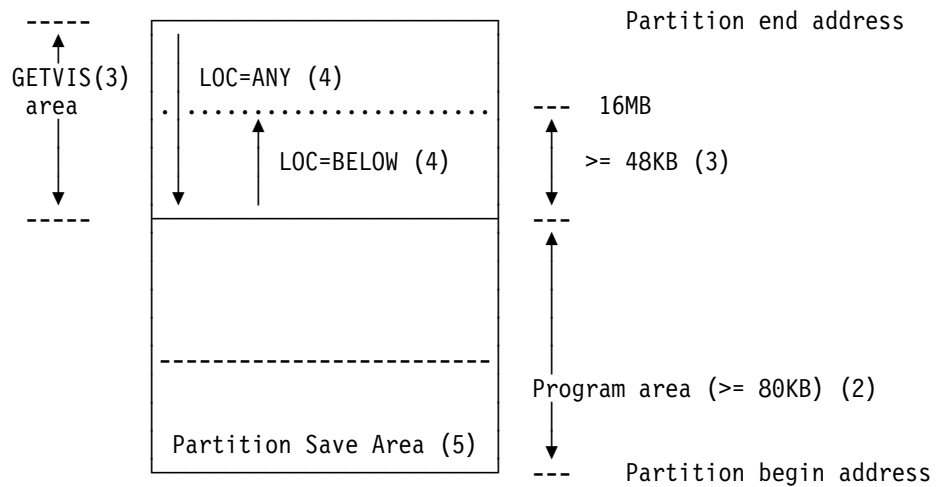 Partition end address
GETVIS(3)
area
LOC=ANY (4)
16MB
LOC=BELOW (4)
>= 48KB (3)
Program area (>= 80KB) (2)
Partition Save Area (5)
Partition begin address